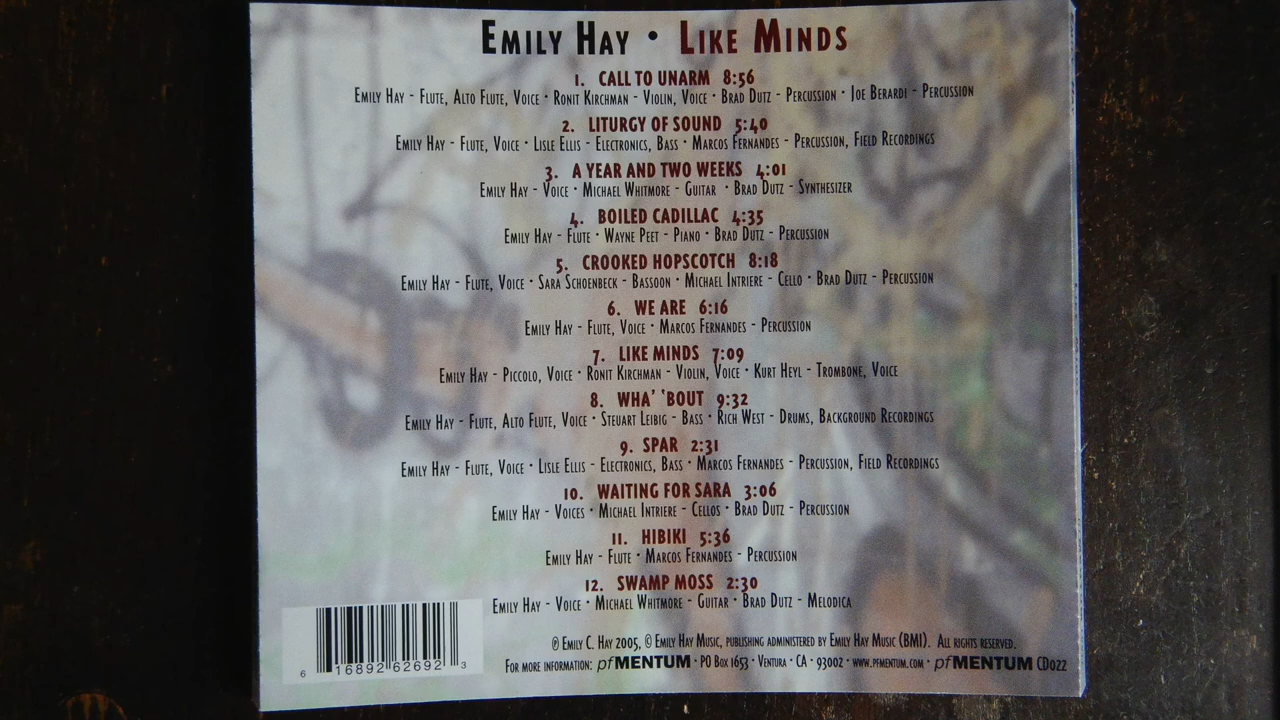 EMILY HAY • LIKE MINDS
1. CALL TO UNARM 8:56
EMILY HAY - FLUTE, ALTO FLUTE, VOICE • RONIT KIRCHMAN - VIOLIN, VOICE • BRAD DUTZ - PERCUSSION • JOE BERARDI - PERCUSSION
2. LITURGY OF SOUND 5:40
EMILY HAY - FLUTE, VOICE • LISLE ELLIS - ELECTRONICS, BASS • MARCOS FERNANDES - PERCUSSION, FIELD RECORDINGS
3. A YEAR AND TWO WEEKS 4:01
EMILY HAY - VOICE • MICHAEL WHITMORE - GUITAR • BRAD DUTZ - SYNTHESIZER
4. BOILED CADILLAC 4:35
EMILY HAY - FLUTE • WAYNE PEET - PIANO • BRAD DUTZ - PERCUSSION
5. CROOKED HOPSCOTCH 8:18
EMILY HAY - FLUTE, VOICE • SARA SCHOENBECK - BASSOON • MICHAEL INTRIERE - CELLO • BRAD DUTZ - PERCUSSION
6. WE ARE 6:16
EMILY HAY - FLUTE, VOICE • MARCOS FERNANDES - PERCUSSION
7. LIKE MINDS 7:09
EMILY HAY - PICCOLO, VOICE • RONIT KIRCHMAN - VIOLIN, VOICE • KURT HEYL - TROMBONE, VOICE
8. WHA' 'BOUT 9:32
EMILY HAY - FLUTE, ALTO FLUTE, VOICE • STEUART LEIBIG - BASS • RICH WEST - DRUMS, BACKGROUND RECORDINGS
9. SPAR 2:31
EMILY HAY - FLUTE, VOICE • LISLE ELLIS - ELECTRONICS, BASS • MARCOS FERNANDES - PERCUSSION, FIELD RECORDINGS
10. WAITING FOR SARA 3:06
EMILY HAY - VOICES • MICHAEL INTRIERE - CELLOS • BRAD DUTZ - PERCUSSION
11. HIBIKI 5:36
EMILY HAY - FLUTE • MARCOS FERNANDES - PERCUSSION
12. SWAMP MOSS 2:30
EMILY HAY - VOICE • MICHAEL WHITMORE - GUITAR • BRAD DUTZ - MELODICA
℗ EMILY C. HAY 2005, © EMILY HAY MUSIC, PUBLISHING ADMINISTERED BY EMILY HAY MUSIC (BMI). ALL RIGHTS RESERVED.
FOR MORE INFORMATION: pfMENTUM • PO BOX 1653 • VENTURA • CA • 93002 • WWW.PFMENTUM.COM • pfMENTUM CD022
6 16892 62692 3